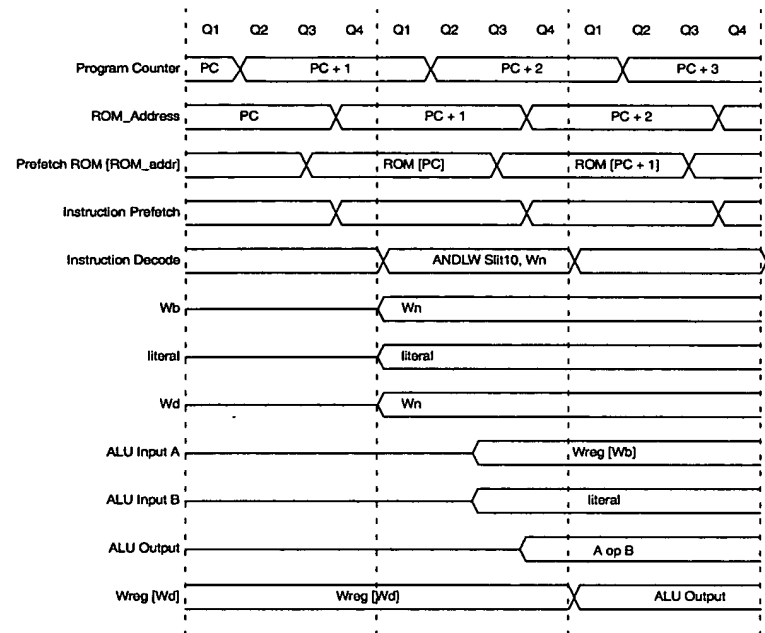 Q1 Q2 Q3 Q4 Q1 Q2 Q3 Q4 Q1 Q2 Q3 Q4
Program Counter PC PC + 1 PC + 2 PC + 3
ROM_Address PC PC + 1 PC + 2
Prefetch ROM [ROM_addr] ROM [PC] ROM [PC + 1]
Instruction Prefetch
Instruction Decode ANDLW Slit10, Wn
Wb Wn
literal literal
Wd Wn
ALU Input A Wreg [Wb]
ALU Input B literal
ALU Output A op B
Wreg [Wd] Wreg [Wd] ALU Output